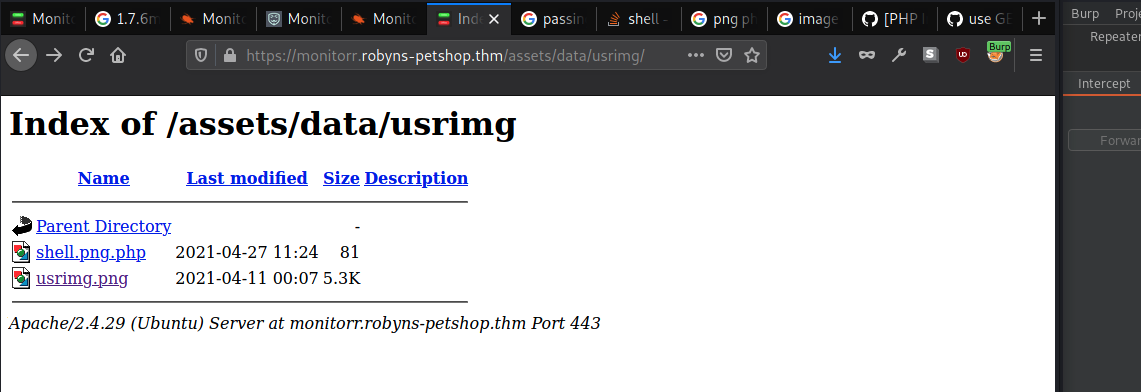 Monito
1.7.6m
Monito
Monito
Monito
Inde
passin
shell -
png ph
image
[PHP
use GE
Burp Proje
https://monitorr.robyns-petshop.thm/assets/data/usrimg/
Burp
Repeater
Intercept
Forwar
Index of /assets/data/usrimg
Name Last modified Size Description
Parent Directory -
shell.png.php 2021-04-27 11:24 81
usrimg.png 2021-04-11 00:07 5.3K
Apache/2.4.29 (Ubuntu) Server at monitorr.robyns-petshop.thm Port 443